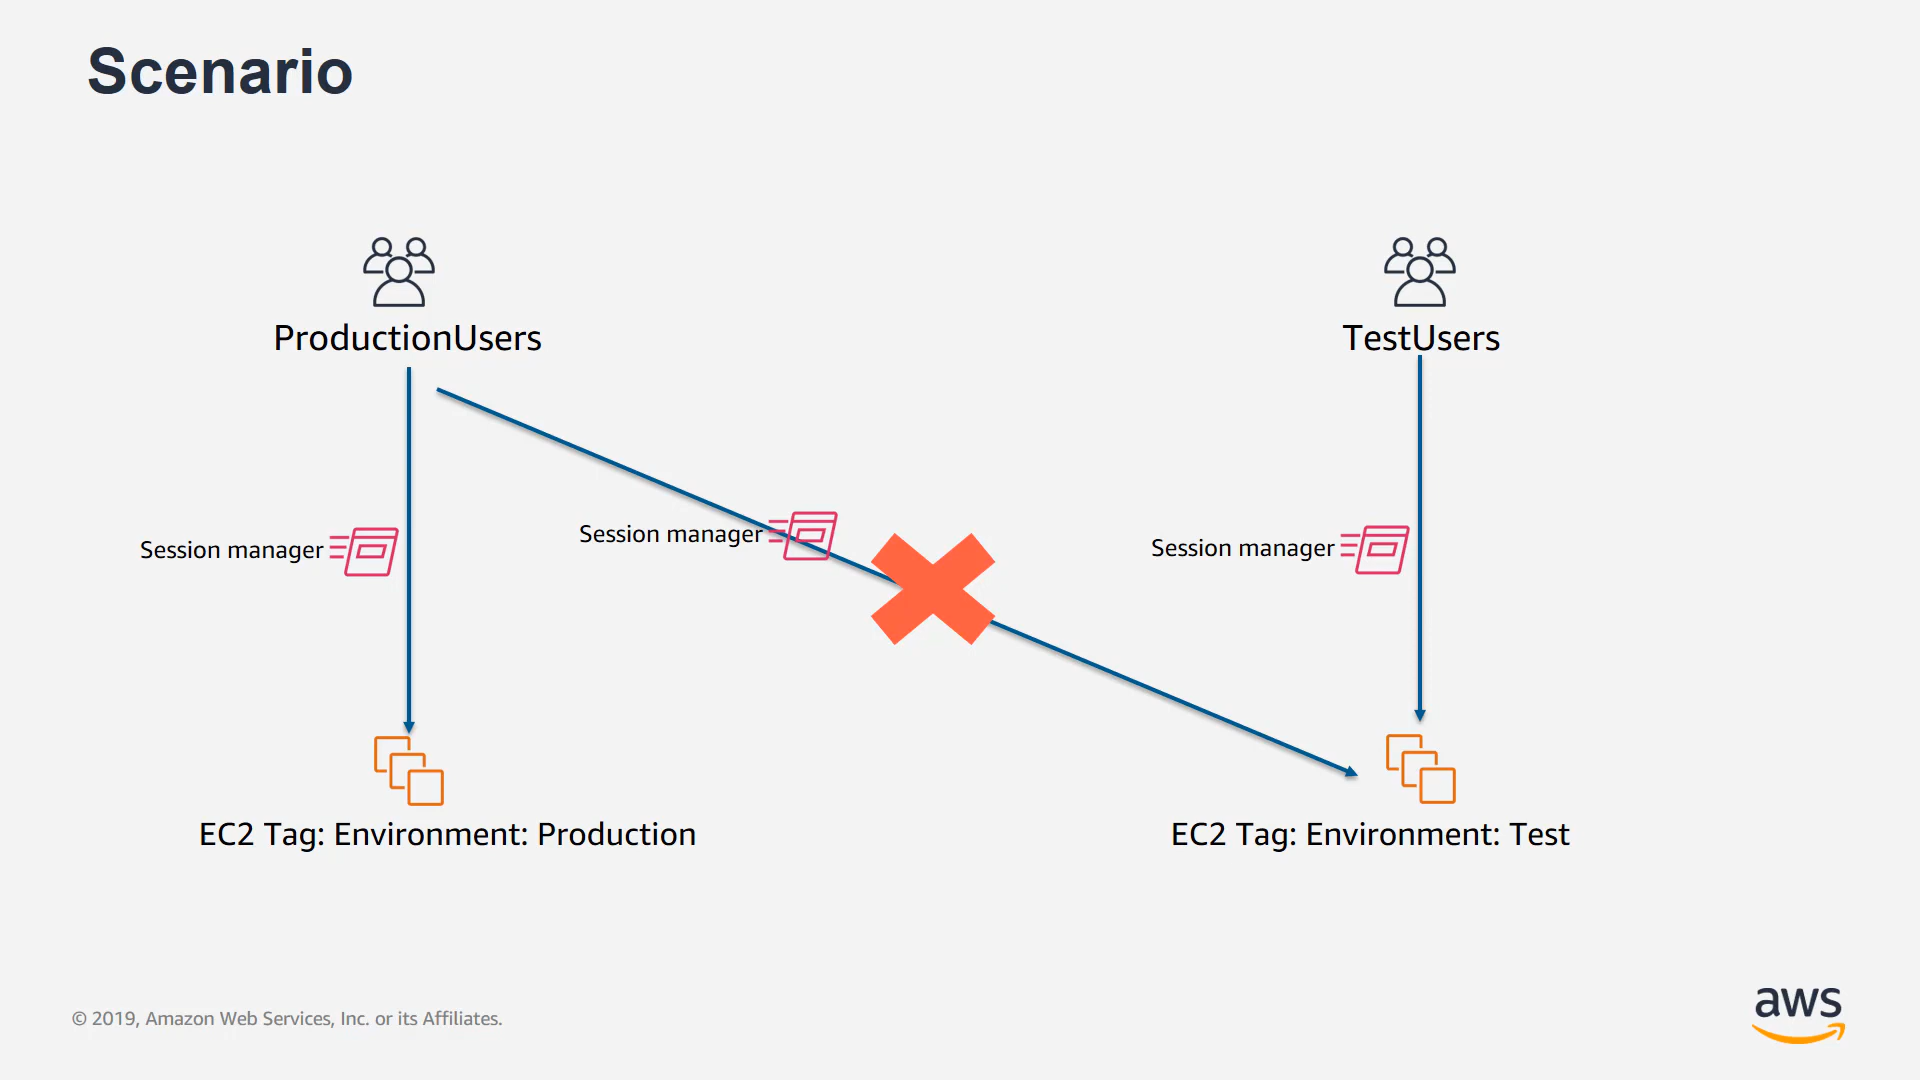 Scenario
ProductionUsers
TestUsers
Session manager
Session manager
Session manager
EC2 Tag: Environment: Production
EC2 Tag: Environment: Test
© 2019, Amazon Web Services, Inc. or its Affiliates.
aws